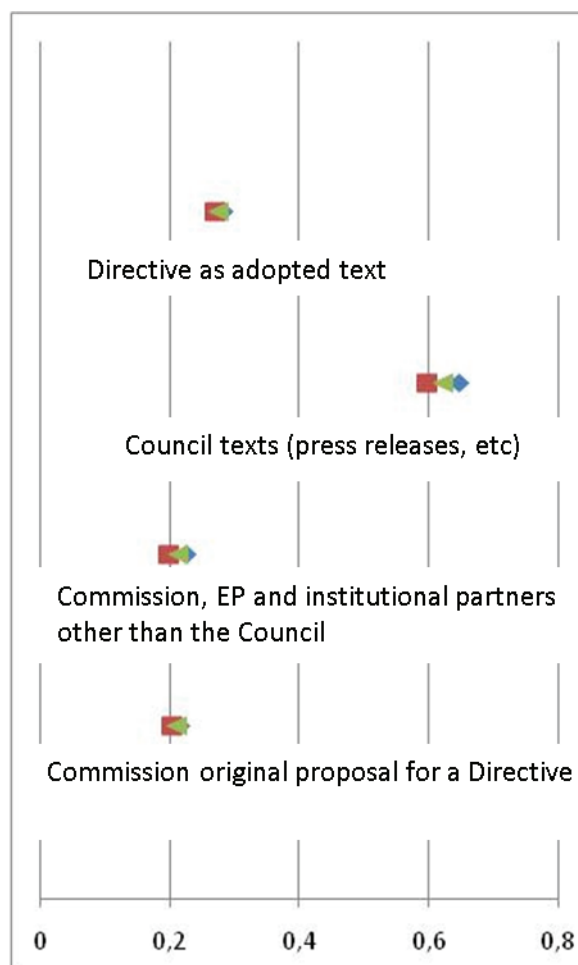 Directive as adopted text
Council texts (press releases, etc)
Commission, EP and institutional partners
other than the Council
Commission original proposal for a Directive
0 0,2 0,4 0,6 0,8